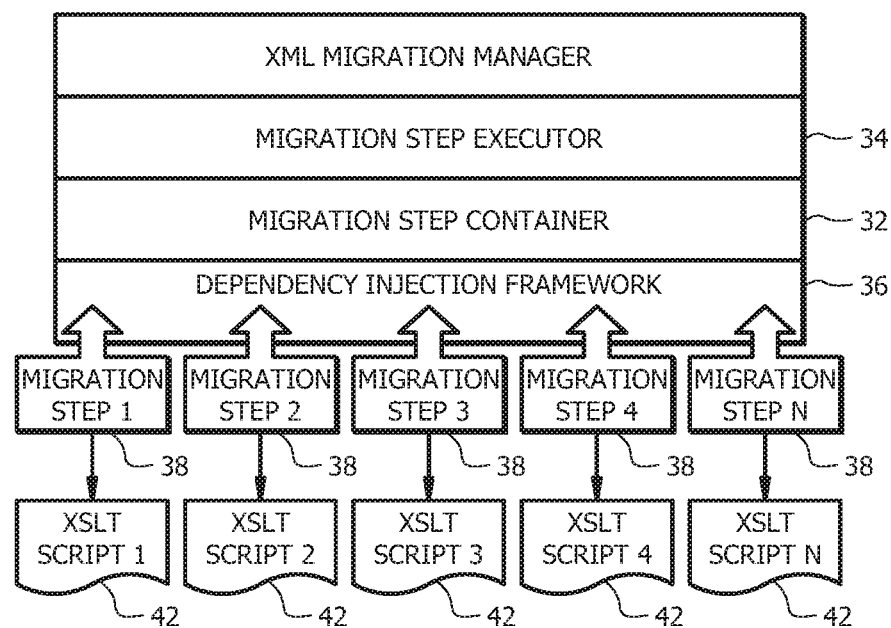 XML MIGRATION MANAGER
MIGRATION STEP EXECUTOR
34
MIGRATION STEP CONTAINER
32
DEPENDENCY INJECTION FRAMEWORK
36
MIGRATION
STEP 1
MIGRATION
STEP 2
MIGRATION
STEP 3
MIGRATION
STEP 4
MIGRATION
STEP N
38
38
38
38
38
XSLT
SCRIPT 1
XSLT
SCRIPT 2
XSLT
SCRIPT 3
XSLT
SCRIPT 4
XSLT
SCRIPT N
42
42
42
42
42